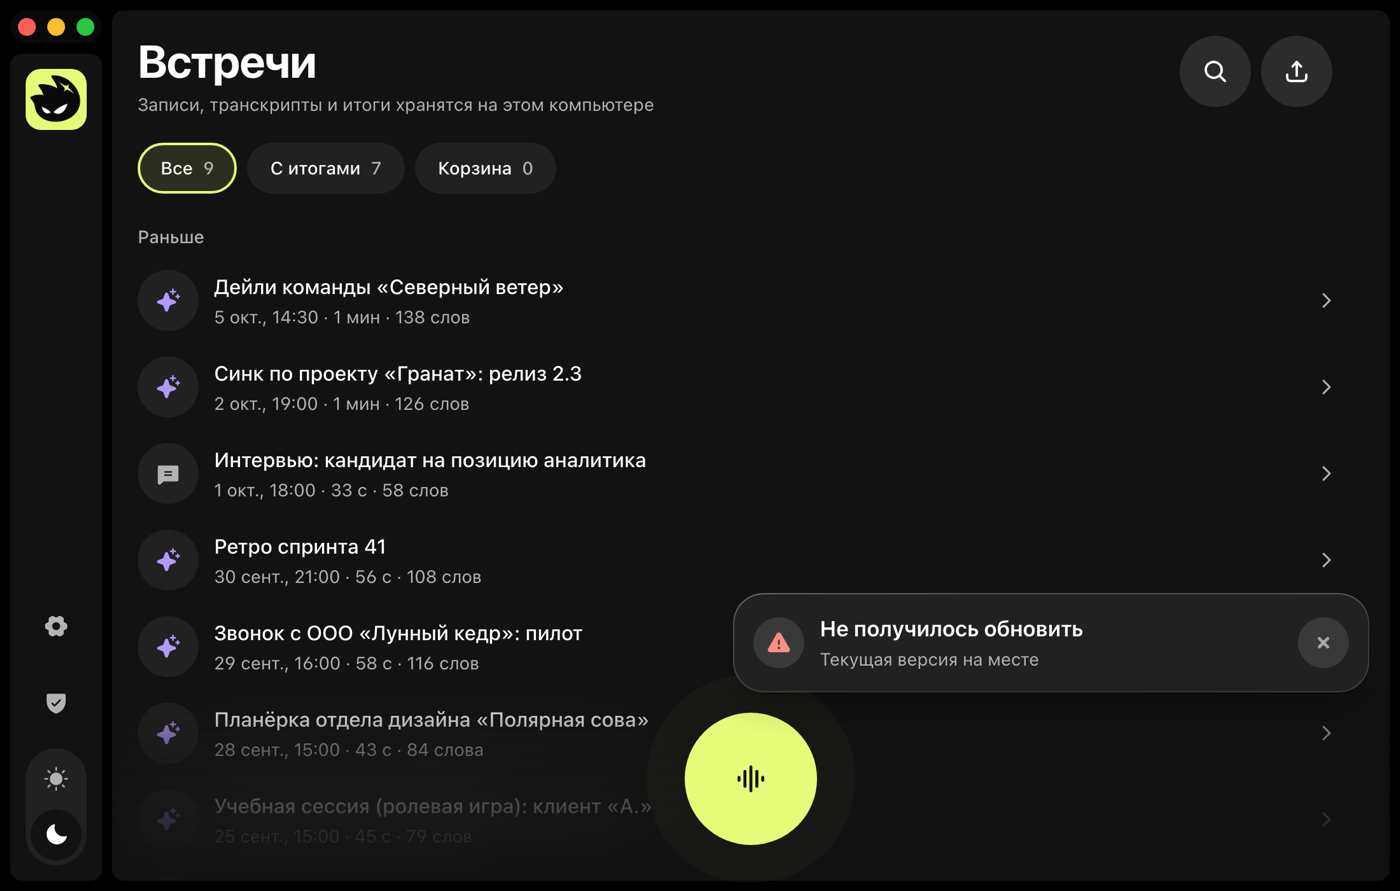 Встречи
Записи, транскрипты и итоги хранятся на этом компьютере
Все 9
С итогами 7
Корзина 0
Раньше
Дейли команды «Северный ветер»
5 окт., 14:30 · 1 мин · 138 слов
Синк по проекту «Гранат»: релиз 2.3
2 окт., 19:00 · 1 мин · 126 слов
Интервью: кандидат на позицию аналитика
1 окт., 18:00 · 33 с · 58 слов
Ретро спринта 41
30 сент., 21:00 · 56 с · 108 слов
Звонок с ООО «Лунный кедр»: пилот
29 сент., 16:00 · 58 с · 116 слов
Не получилось обновить
Текущая версия на месте
Планёрка отдела дизайна «Полярная сова»
28 сент., 15:00 · 43 с · 84 слова
Учебная сессия (ролевая игра): клиент «А.»
25 сент., 15:00 · 45 с · 79 слов